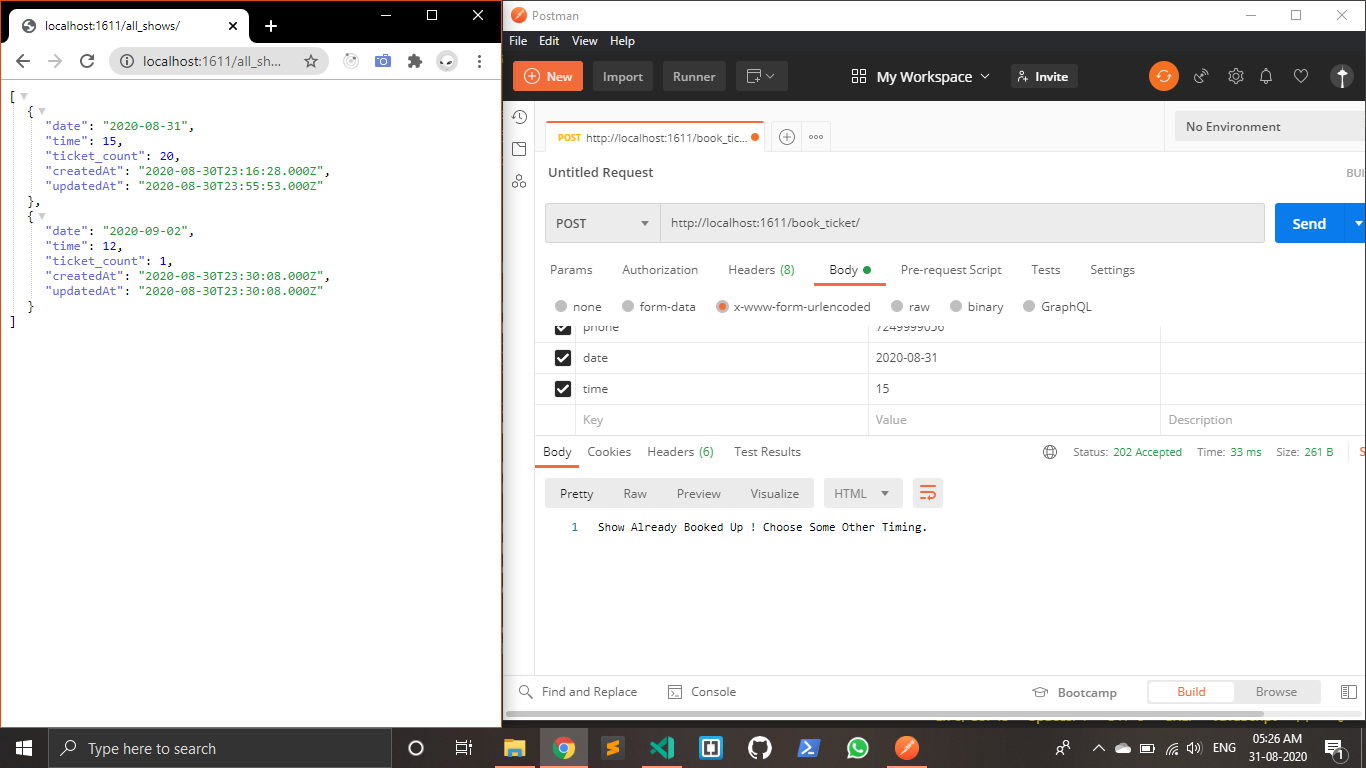 localhost:1611/all_shows/
localhost:1611/all_sh...
[
{
"date": "2020-08-31",
"time": 15,
"ticket_count": 20,
"createdAt": "2020-08-30T23:16:28.000Z",
"updatedAt": "2020-08-30T23:55:53.000Z"
},
{
"date": "2020-09-02",
"time": 12,
"ticket_count": 1,
"createdAt": "2020-08-30T23:30:08.000Z",
"updatedAt": "2020-08-30T23:30:08.000Z"
}
]
Postman
File Edit View Help
New Import Runner My Workspace Invite
POST http://localhost:1611/book_tic...
No Environment
Untitled Request BUI
POST http://localhost:1611/book_ticket/ Send
Params Authorization Headers (8) Body Pre-request Script Tests Settings
none form-data x-www-form-urlencoded raw binary GraphQL
phone
date 2020-08-31
time 15
Key Value Description
Body Cookies Headers (6) Test Results Status: 202 Accepted Time: 33 ms Size: 261 B S
Pretty Raw Preview Visualize HTML
1 Show Already Booked Up ! Choose Some Other Timing.
Find and Replace Console Bootcamp Build Browse
Type here to search
ENG
05:26 AM
31-08-2020
1